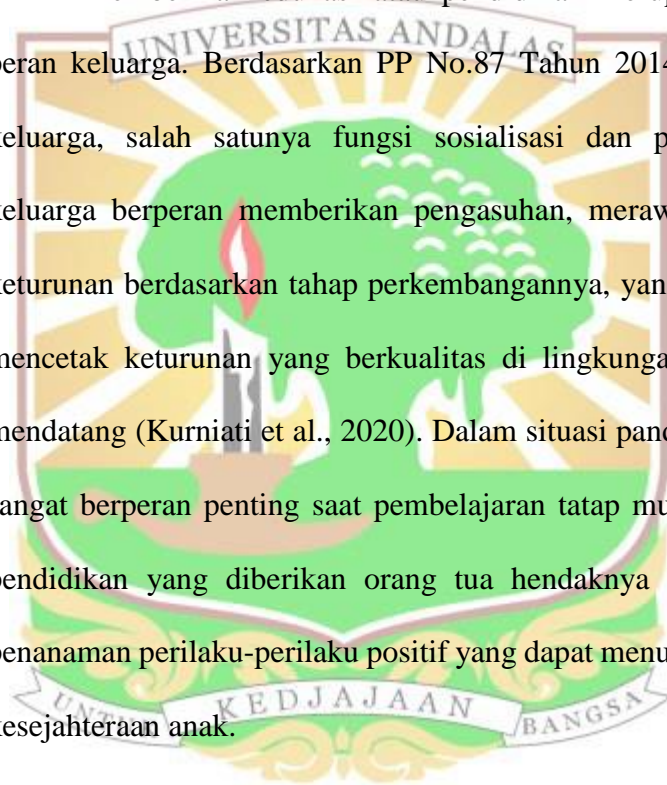 UNIVERSITAS ANDALAS
peran keluarga. Berdasarkan PP No.87 Tahun 2014
keluarga, salah satunya fungsi sosialisasi dan p
keluarga berperan memberikan pengasuhan, meraw
keturunan berdasarkan tahap perkembangannya, yan
mencetak keturunan yang berkualitas di lingkunga
mendatang (Kurniati et al., 2020). Dalam situasi pand
sangat berperan penting saat pembelajaran tatap mu
pendidikan yang diberikan orang tua hendaknya
penanaman perilaku-perilaku positif yang dapat menu
kesejahteraan anak.
UNTUK KEDJAJAAN BANGSA